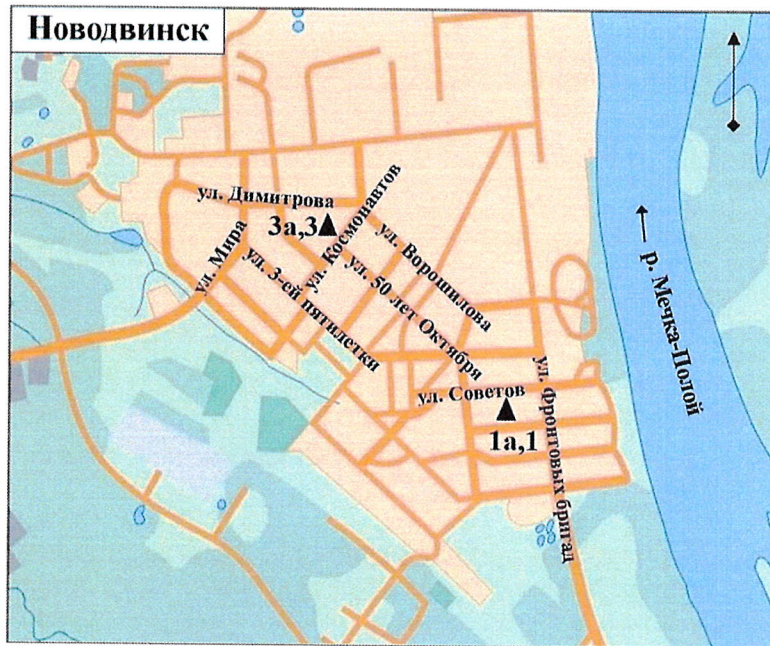 Новодвинск
ул. Димитрова
3а,3
ул. Космонавтов
ул. Мира
ул. 3-ей пятилетки
ул. 50 лет Октября
ул. Ворошилова
р. Мечка-Полой
ул. Советов
1а,1
ул. Фронтовых бригад